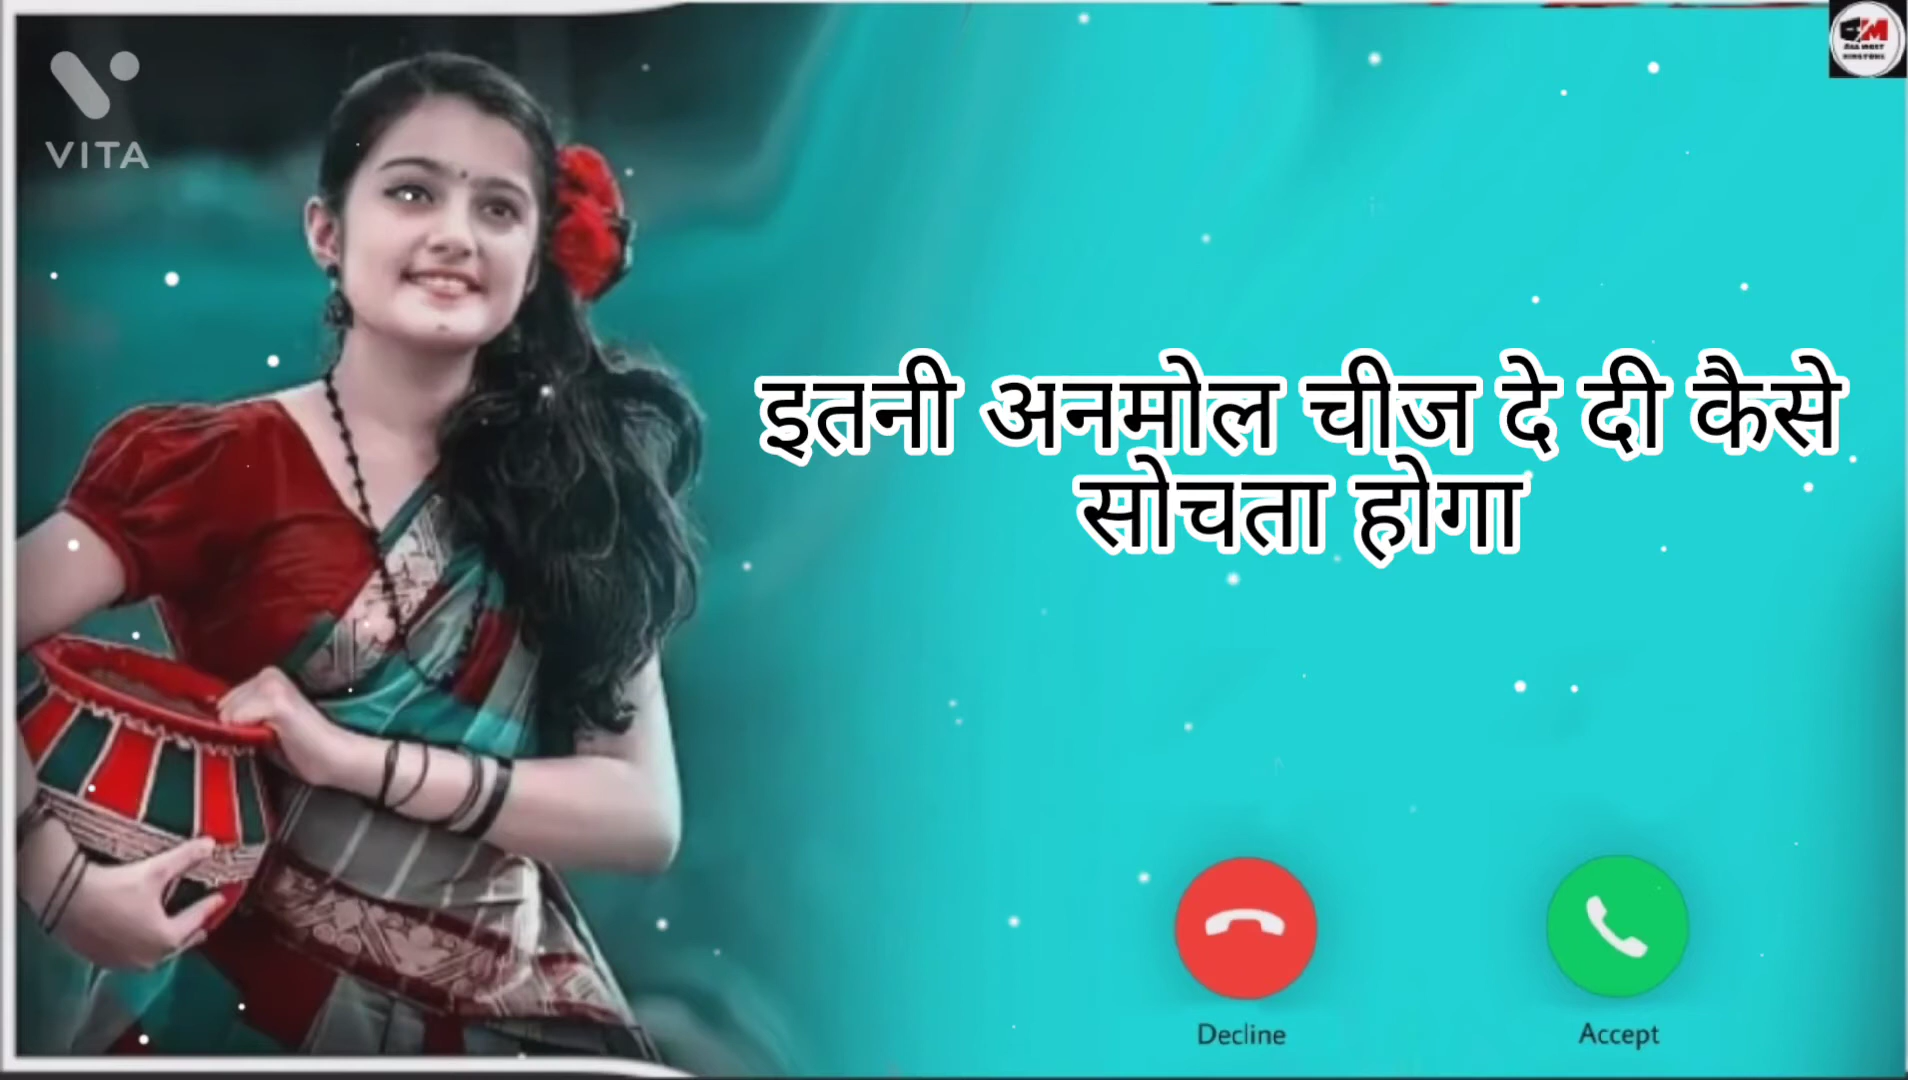 VITA
इतनी अनमोल चीज दे दी कैसे
सोचता होगा
Decline
Accept